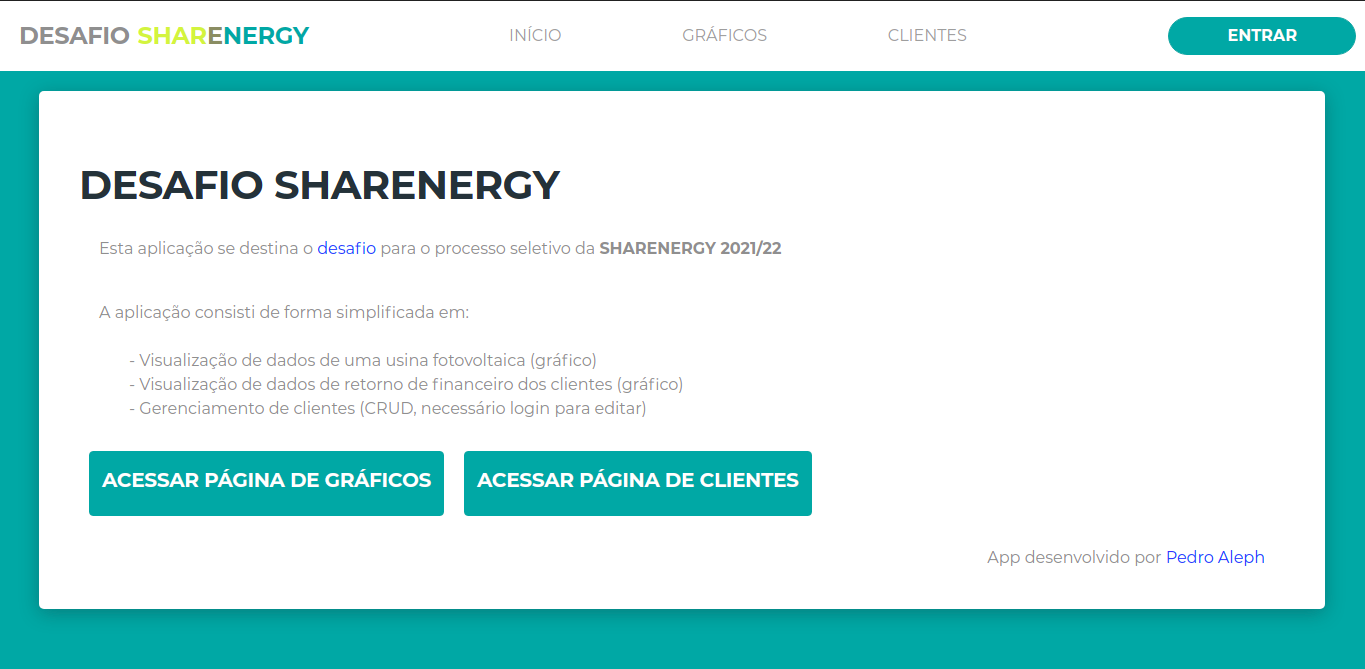 DESAFIO SHARENERGY
INÍCIO
GRÁFICOS
CLIENTES
ENTRAR
DESAFIO SHARENERGY
Esta aplicação se destina o desafio para o processo seletivo da SHARENERGY 2021/22
A aplicação consisti de forma simplificada em:
- Visualização de dados de uma usina fotovoltaica (gráfico)
- Visualização de dados de retorno de financeiro dos clientes (gráfico)
- Gerenciamento de clientes (CRUD, necessário login para editar)
ACESSAR PÁGINA DE GRÁFICOS
ACESSAR PÁGINA DE CLIENTES
App desenvolvido por Pedro Aleph